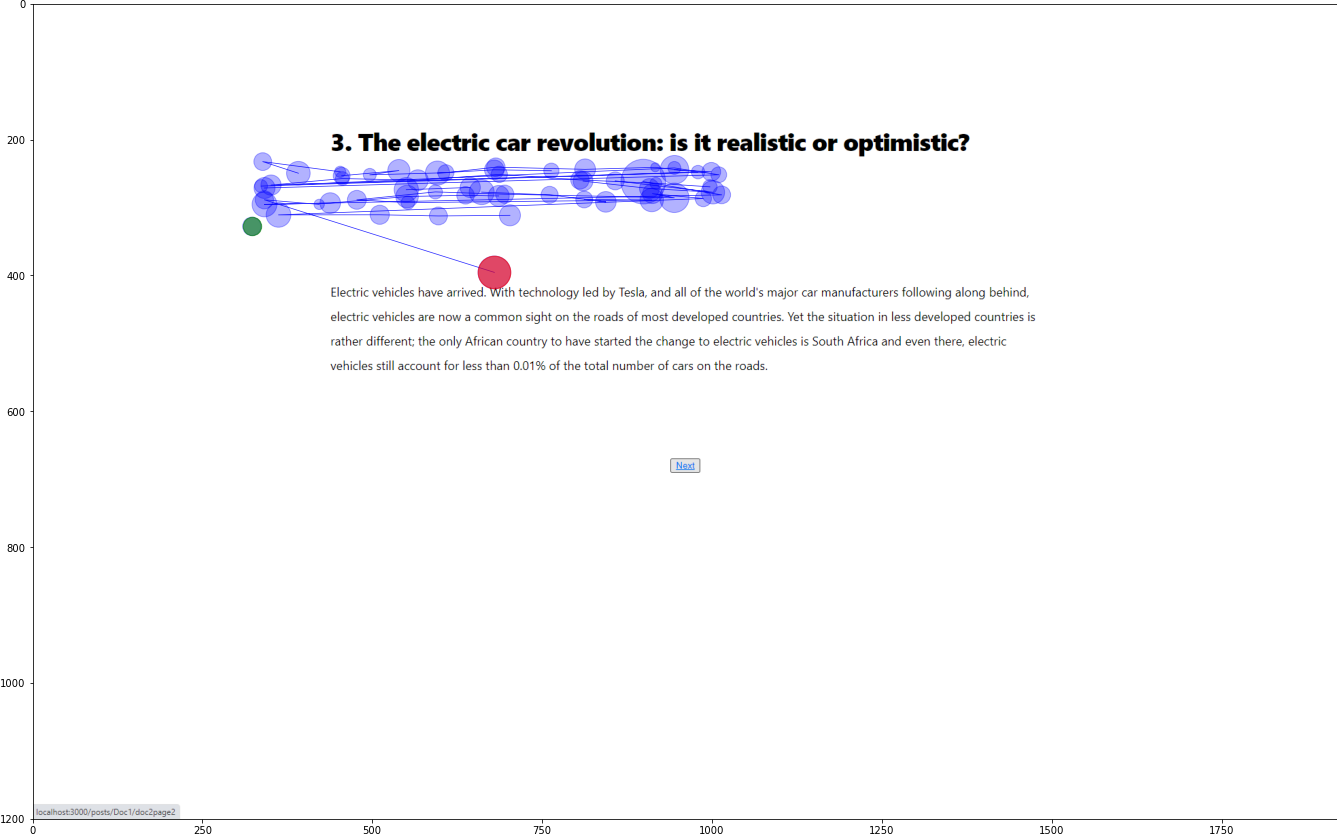 0
200
3. The electric car revolution: is it realistic or optimistic?
400
Electric vehicles have arrived. With technology led by Tesla, and all of the world's major car manufacturers following along behind,
electric vehicles are now a common sight on the roads of most developed countries. Yet the situation in less developed countries is
rather different; the only African country to have started the change to electric vehicles is South Africa and even there, electric
vehicles still account for less than 0.01% of the total number of cars on the roads.
600
Next
800
1000
localhost:3000/posts/Doc1/doc2page2
1200
0 250 500 750 1000 1250 1500 1750